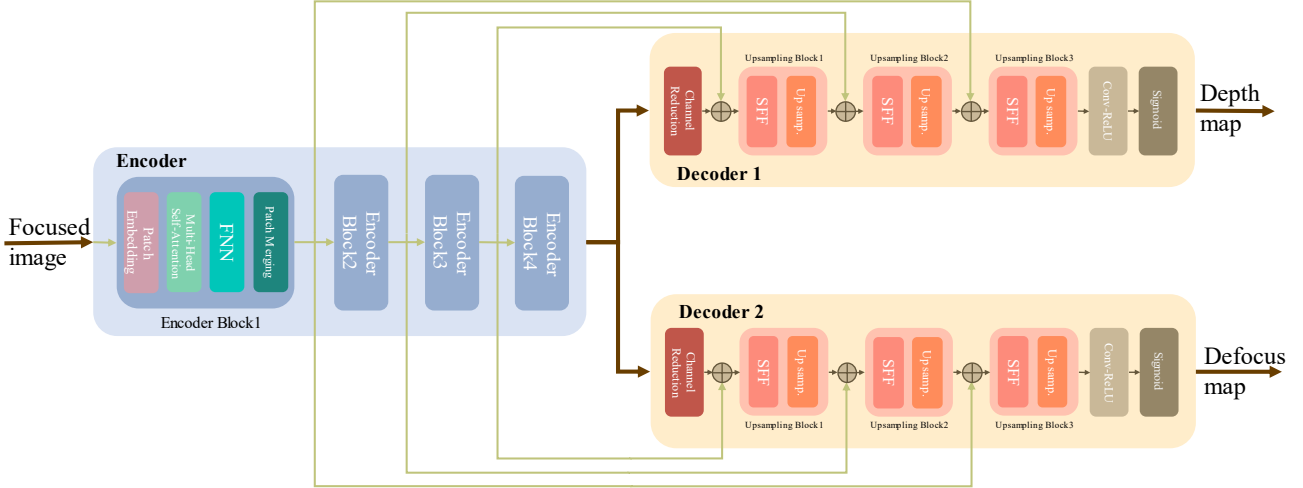 Focused
image
Encoder
Patch
Embedding
Multi-Head
Self-Attention
FNN
Patch Merging
Encoder Block1
Encoder
Block2
Encoder
Block3
Encoder
Block4
Upsampling Block1
Upsampling Block2
Upsampling Block3
Channel
Reduction
SFF
Up samp.
SFF
Up samp.
SFF
Up samp.
Conv-ReLU
Sigmoid
Decoder 1
Depth
map
Decoder 2
Channel
Reduction
SFF
Up samp.
SFF
Up samp.
SFF
Up samp.
Conv-ReLU
Sigmoid
Upsampling Block1
Upsampling Block2
Upsampling Block3
Defocus
map